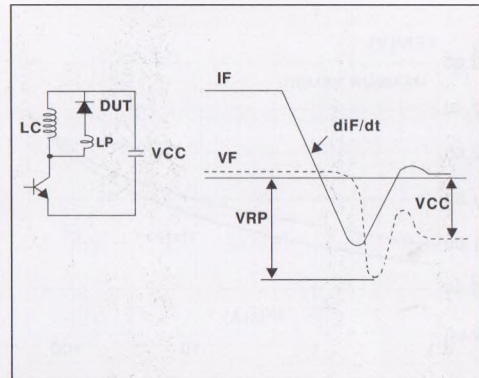 DUT
LC
LP
VCC
IF
diF/dt
VF
VRP
VCC